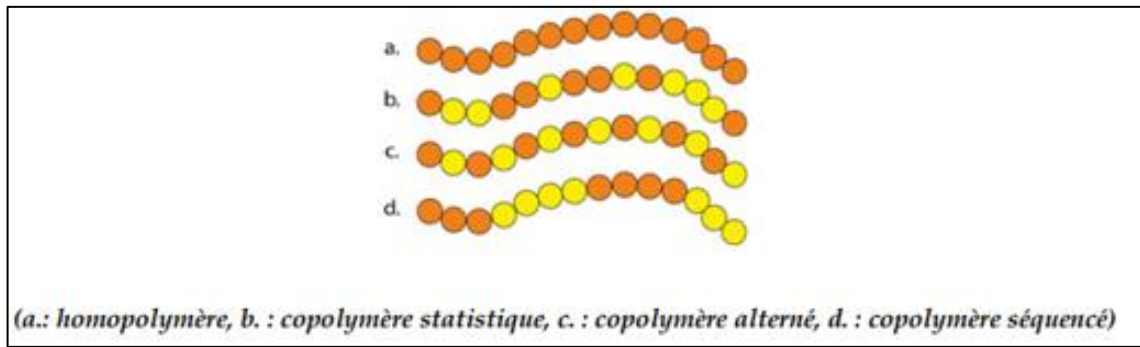 a.
b.
c.
d.
(a.: homopolymère, b. : copolymère statistique, c. : copolymère alterné, d. : copolymère séquencé)